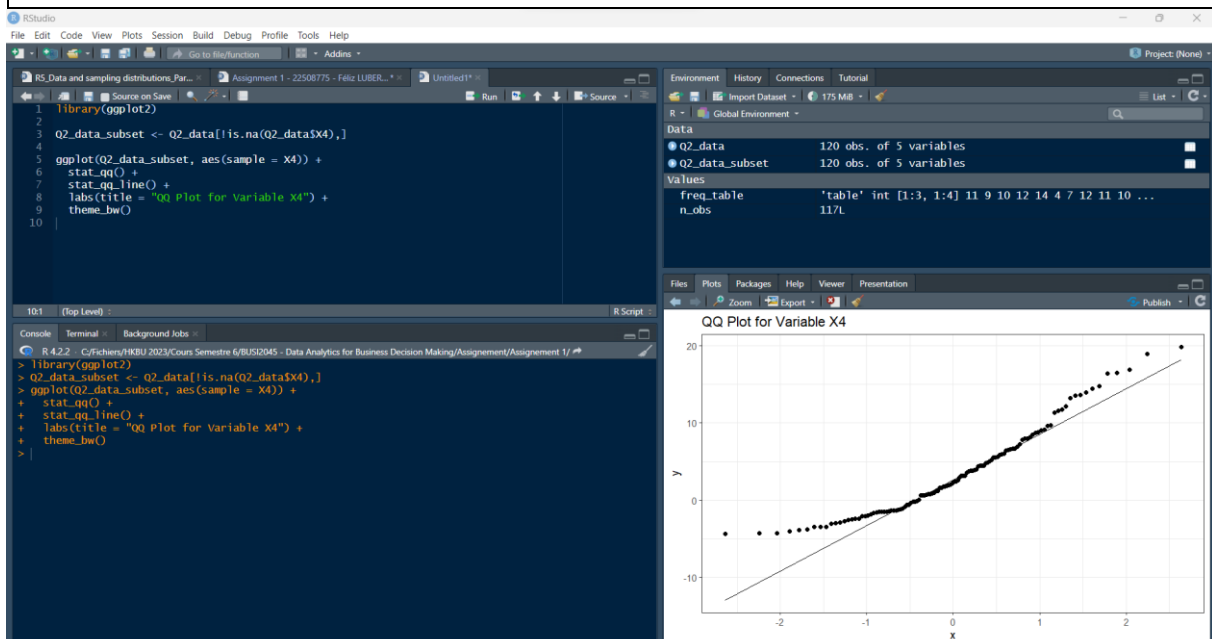 RStudio
File Edit Code View Plots Session Build Debug Profile Tools Help
Go to file/function Addins Project: (None)
R5_Data and sampling distributions_Par... Assignment 1 - 22508775 - Féliz LUBER... * Untitled1*
Source on Save Run Source
1 library(ggplot2)
2
3 Q2_data_subset <- Q2_data[!is.na(Q2_data$X4),]
4
5 ggplot(Q2_data_subset, aes(sample = X4)) +
6 stat_qq() +
7 stat_qq_line() +
8 labs(title = "QQ Plot for Variable X4") +
9 theme_bw()
10
10:1 (Top Level) R Script
Console Terminal Background Jobs
R 4.2.2 · C:/Fichiers/HKBU 2023/Cours Semestre 6/BUSI2045 - Data Analytics for Business Decision Making/Assignement/Assignement 1/
> library(ggplot2)
> Q2_data_subset <- Q2_data[!is.na(Q2_data$X4),]
> ggplot(Q2_data_subset, aes(sample = X4)) +
+ stat_qq() +
+ stat_qq_line() +
+ labs(title = "QQ Plot for Variable X4") +
+ theme_bw()
>
Environment History Connections Tutorial
Import Dataset 175 MiB List
R Global Environment
Data
Q2_data 120 obs. of 5 variables
Q2_data_subset 120 obs. of 5 variables
Values
freq_table 'table' int [1:3, 1:4] 11 9 10 12 14 4 7 12 11 10 ...
n_obs 117L
Files Plots Packages Help Viewer Presentation
Zoom Export Publish
QQ Plot for Variable X4
20
10
0
-10
y
-2 -1 0 1 2
x